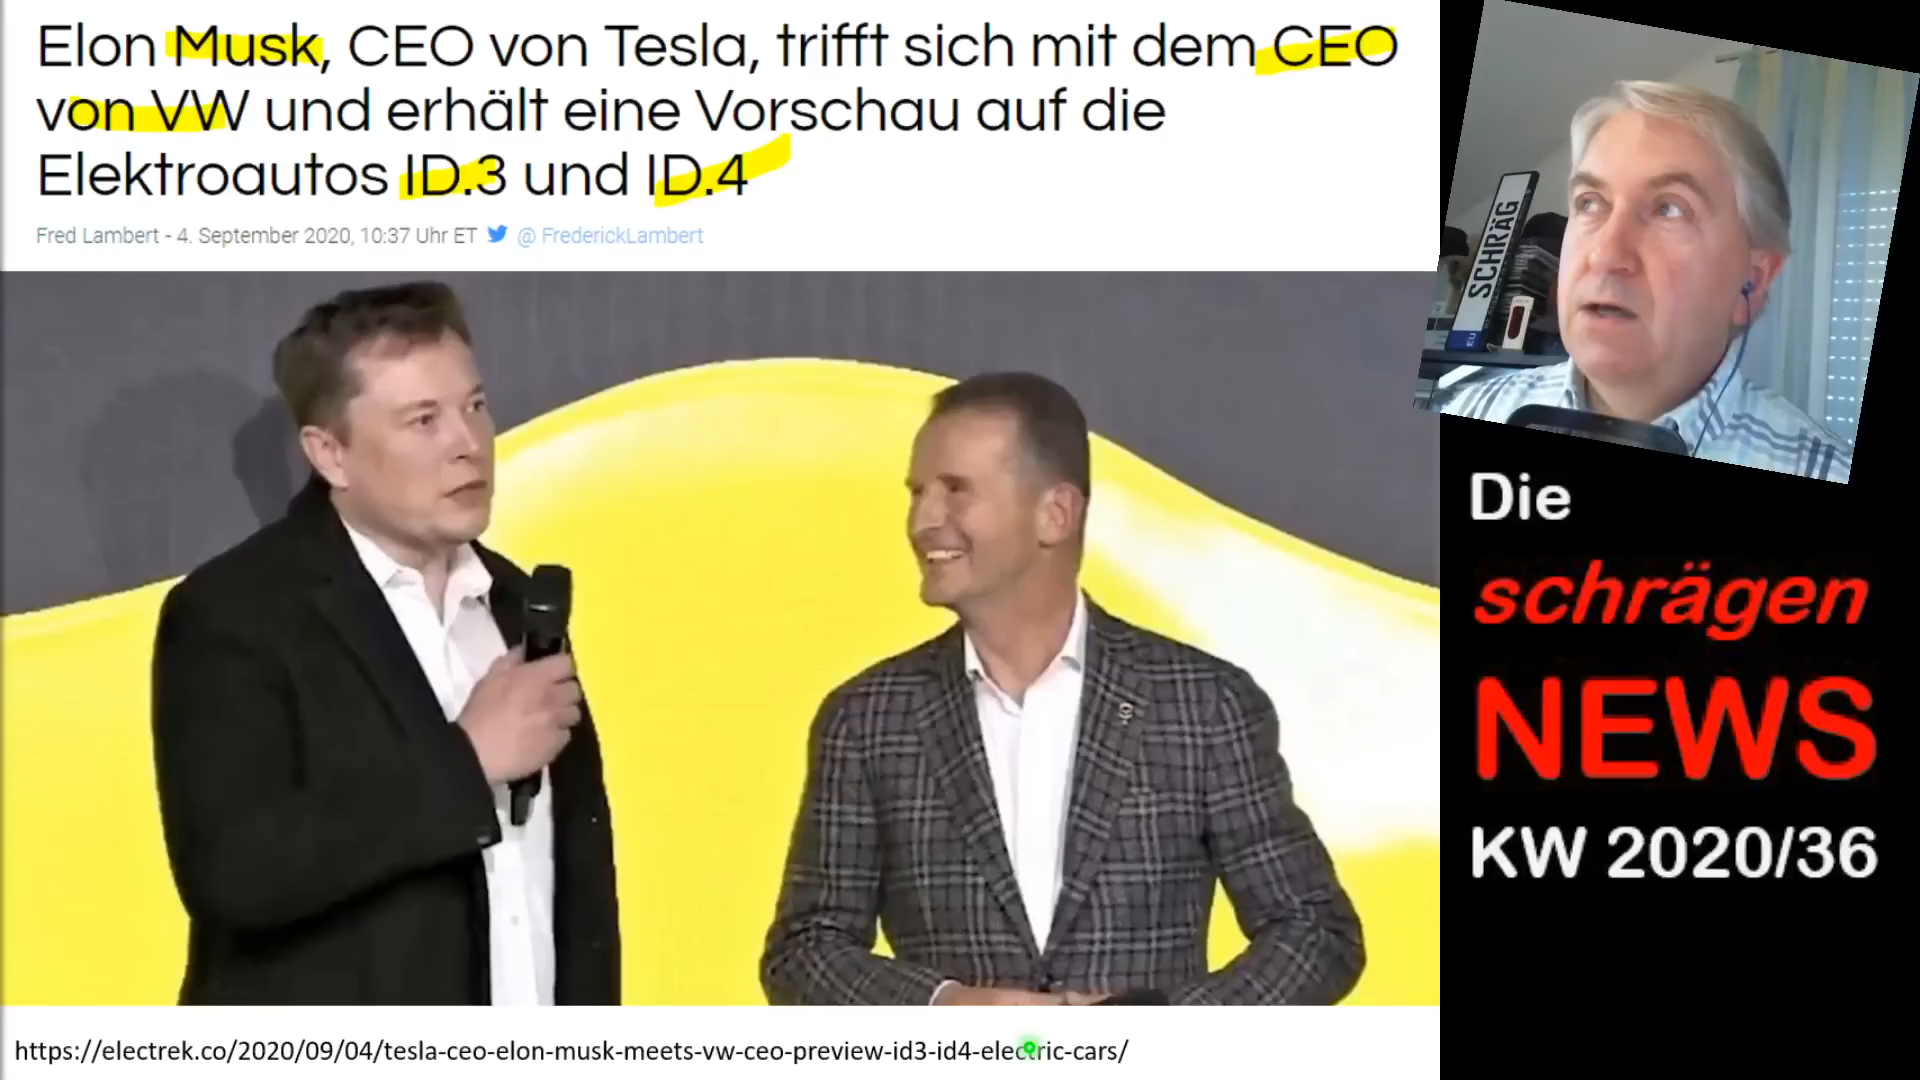 Elon Musk, CEO von Tesla, trifft sich mit dem CEO
von VW und erhält eine Vorschau auf die
Elektroautos ID.3 und ID.4
Fred Lambert - 4. September 2020, 10:37 Uhr ET @ FrederickLambert
SCHRÄG
EU
Die
schrägen
NEWS
KW 2020/36
https://electrek.co/2020/09/04/tesla-ceo-elon-musk-meets-vw-ceo-preview-id3-id4-electric-cars/